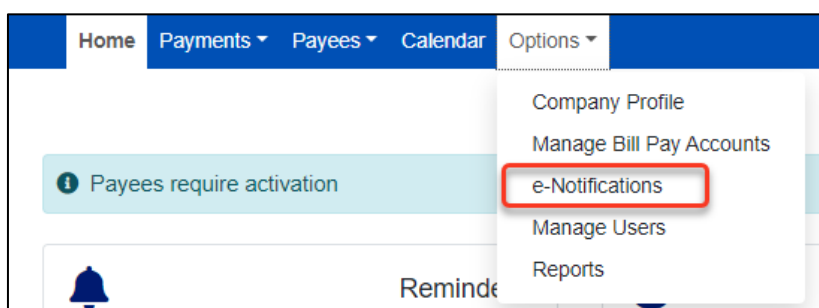 Home Payments Payees Calendar Options
Company Profile
Manage Bill Pay Accounts
Payees require activation
e-Notifications
Manage Users
Reports